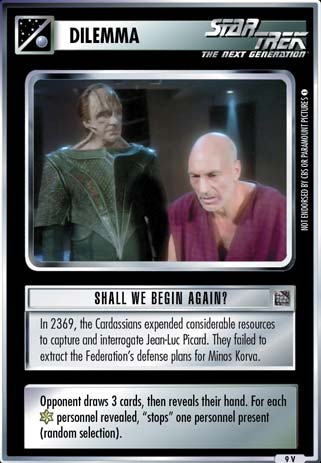 DILEMMA
STAR TREK
THE NEXT GENERATION
NOT ENDORSED BY CBS OR PARAMOUNT PICTURES
SHALL WE BEGIN AGAIN?
In 2369, the Cardassians expended considerable resources
to capture and interrogate Jean-Luc Picard. They failed to
extract the Federation's defense plans for Minos Korva.
Opponent draws 3 cards, then reveals their hand. For each
personnel revealed, "stops" one personnel present
(random selection).
9 V